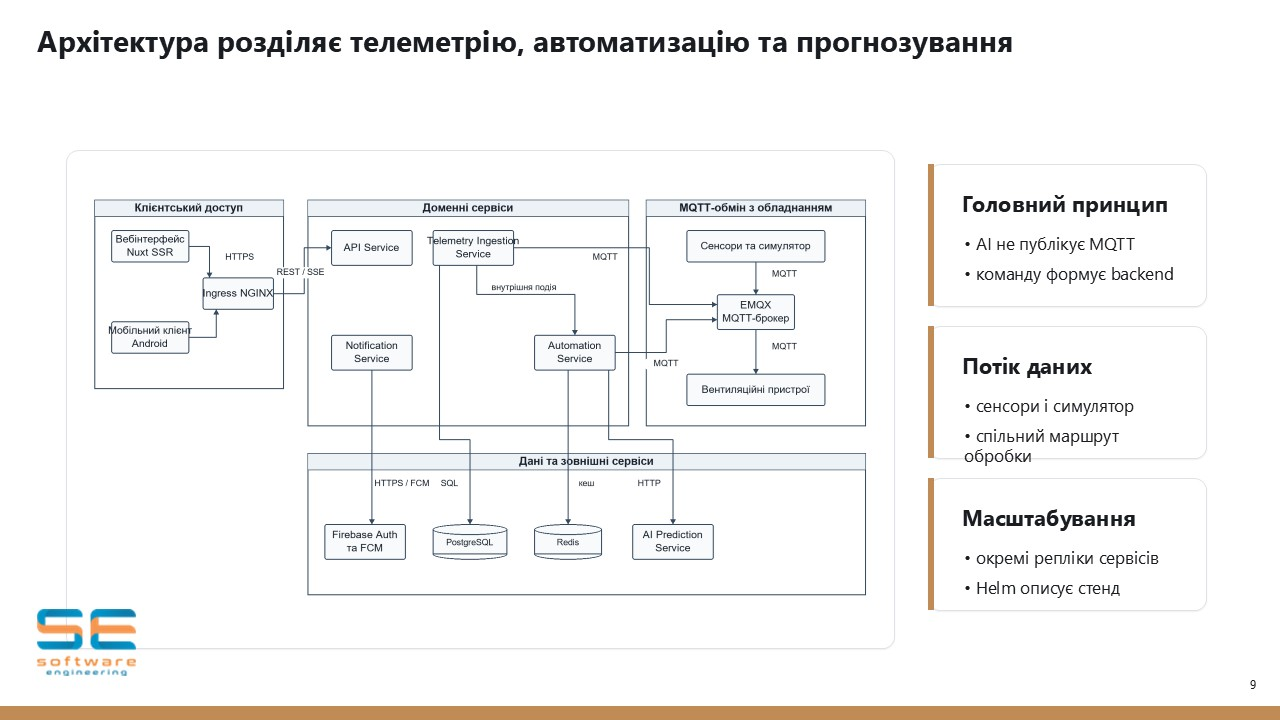 Архітектура розділяє телеметрію, автоматизацію та прогнозування
Клієнтський доступ
Вебінтерфейс
Nuxt SSR
HTTPS
Ingress NGINX
Мобільний клієнт
Android
REST / SSE
Доменні сервіси
API Service
Telemetry Ingestion
Service
внутрішня подія
Notification
Service
Automation
Service
MQTT
MQTT
MQTT-обмін з обладнанням
Сенсори та симулятор
MQTT
EMQX
MQTT-брокер
MQTT
Вентиляційні пристрої
Дані та зовнішні сервіси
HTTPS / FCM
SQL
кеш
HTTP
Firebase Auth
та FCM
PostgreSQL
Redis
AI Prediction
Service
Головний принцип
• AI не публікує MQTT
• команду формує backend
Потік даних
• сенсори і симулятор
• спільний маршрут
обробки
Масштабування
• окремі репліки сервісів
• Helm описує стенд
SE
software
engineering
9